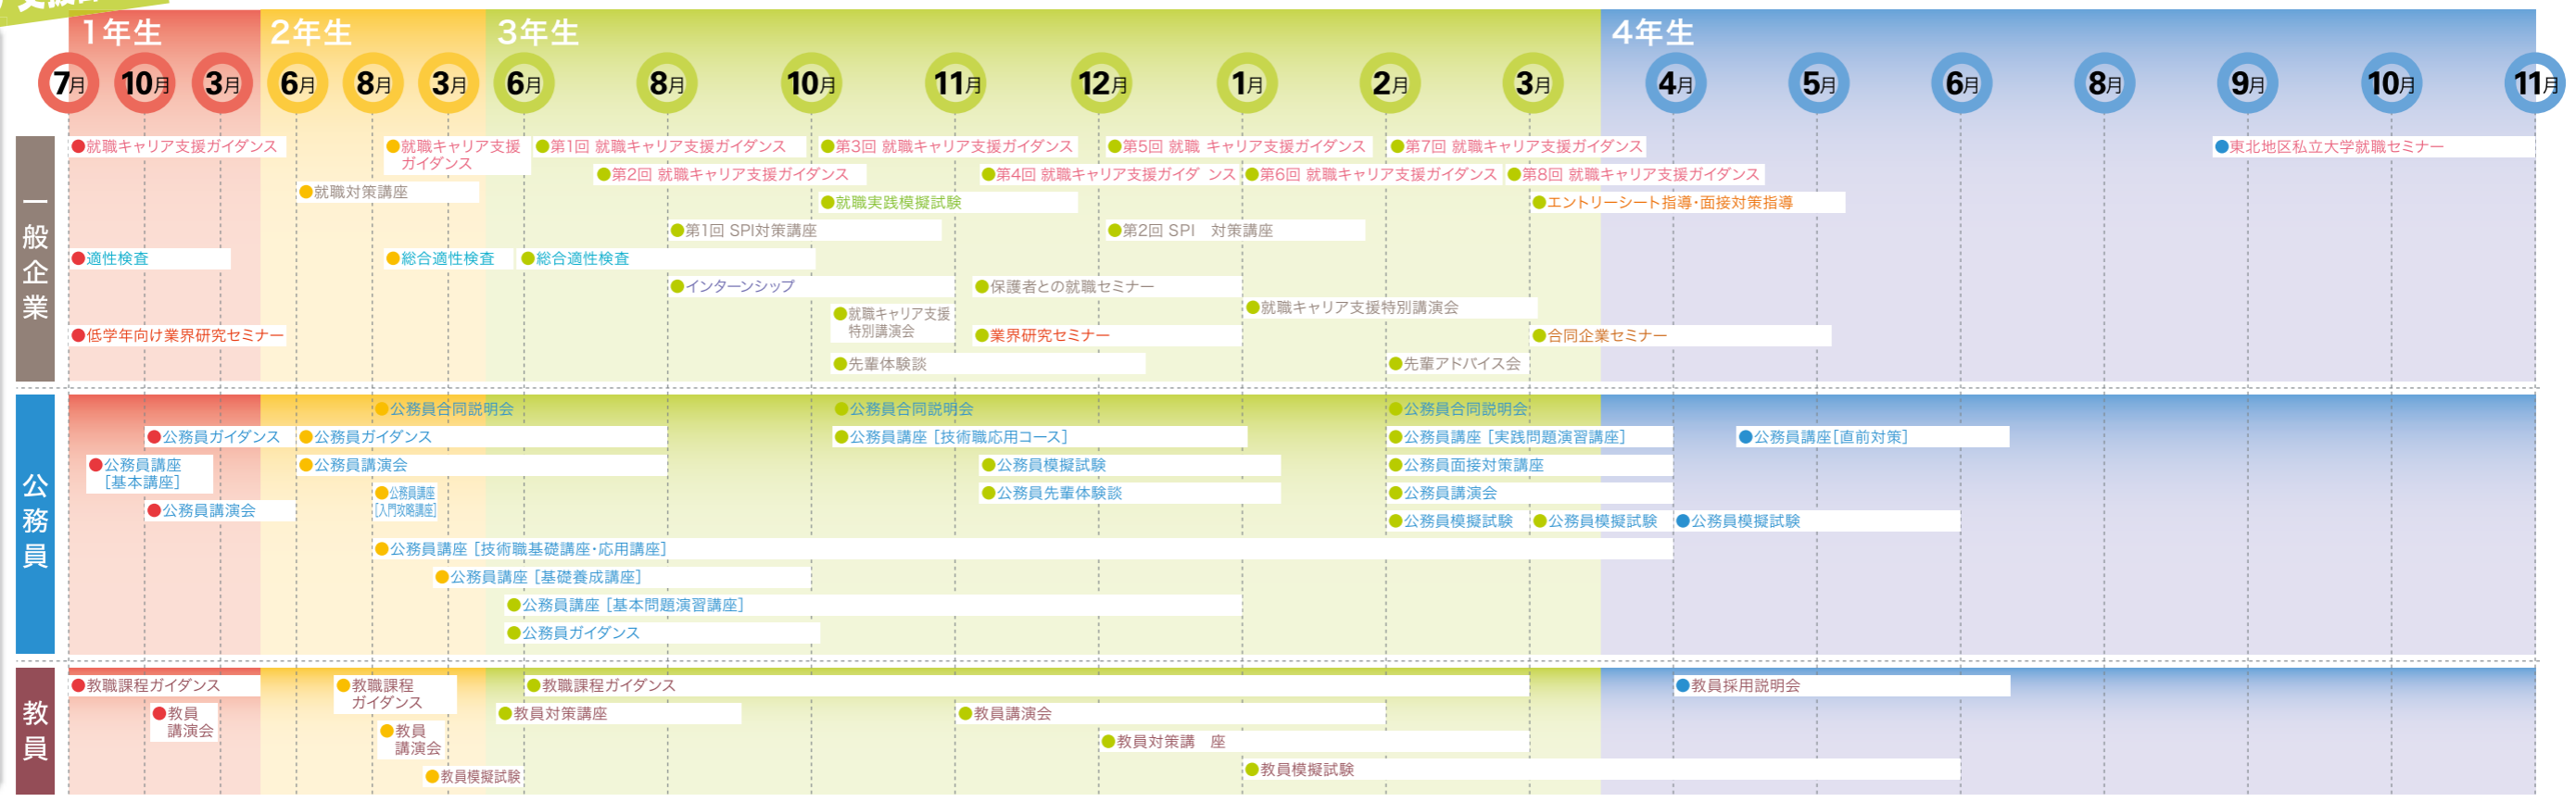 1年生
2年生
3年生
4年生
7月
10月
3月
6月
8月
3月
6月
8月
10月
11月
12月
1月
2月
3月
4月
5月
6月
8月
9月
10月
11月
一般企業
●就職キャリア支援ガイダンス
●就職キャリア支援
ガイダンス
●第1回 就職キャリア支援ガイダンス
●第3回 就職キャリア支援ガイダンス
●第5回 就職 キャリア支援ガイダンス
●第7回 就職キャリア支援ガイダンス
●東北地区私立大学就職セミナー
●第2回 就職キャリア支援ガイダンス
●第4回 就職キャリア支援ガイダ ンス
●第6回 就職キャリア支援ガイダンス
●第8回 就職キャリア支援ガイダンス
●就職対策講座
●就職実践模擬試験
●エントリーシート指導・面接対策指導
●第1回 SPI対策講座
●第2回 SPI 対策講座
●適性検査
●総合適性検査
●総合適性検査
●インターンシップ
●保護者との就職セミナー
●就職キャリア支援
特別講演会
●就職キャリア支援特別講演会
●低学年向け業界研究セミナー
●業界研究セミナー
●合同企業セミナー
●先輩体験談
●先輩アドバイス会
公務員
●公務員合同説明会
●公務員合同説明会
●公務員合同説明会
●公務員ガイダンス
●公務員ガイダンス
●公務員講座［技術職応用コース］
●公務員講座［実践問題演習講座］
●公務員講座［直前対策］
●公務員講座
［基本講座］
●公務員講演会
●公務員模擬試験
●公務員面接対策講座
●公務員講座
［入門攻略講座］
●公務員先輩体験談
●公務員講演会
●公務員講演会
●公務員模擬試験
●公務員模擬試験
●公務員模擬試験
●公務員講座［技術職基礎講座・応用講座］
●公務員講座［基礎養成講座］
●公務員講座［基本問題演習講座］
●公務員ガイダンス
教員
●教職課程ガイダンス
●教職課程
ガイダンス
●教職課程ガイダンス
●教員採用説明会
●教員
講演会
●教員対策講座
●教員講演会
●教員
講演会
●教員対策講 座
●教員模擬試験
●教員模擬試験